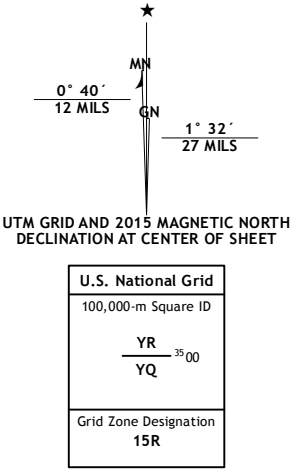 ★
MN
0° 40´
12 MILS
GN
1° 32´
27 MILS
UTM GRID AND 2015 MAGNETIC NORTH
DECLINATION AT CENTER OF SHEET
U.S. National Grid
100,000-m Square ID
YR
3500
YQ
Grid Zone Designation
15R